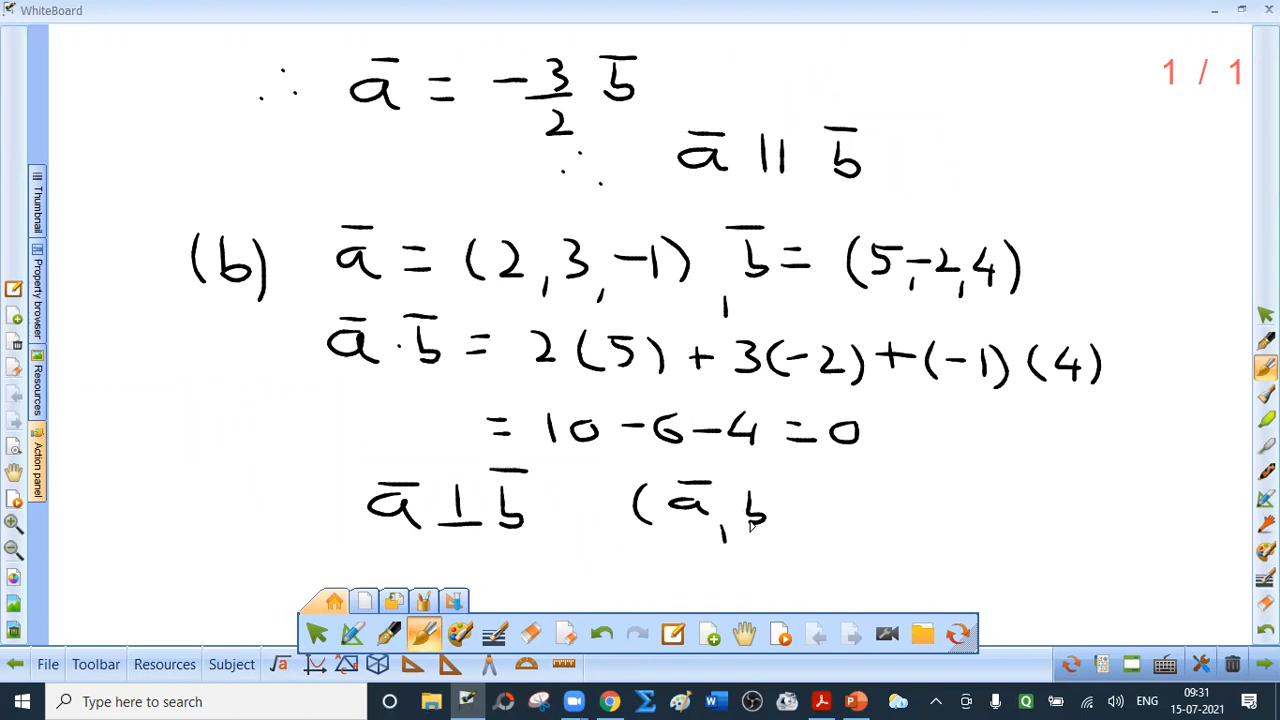 WhiteBoard
1 / 1
∴ a̅ = -3/2 b̅
∴ a̅ || b̅
(b) a̅ = (2, 3, -1), b̅ = (5, -2, 4)
a̅ · b̅ = 2(5) + 3(-2) + (-1)(4)
= 10 - 6 - 4 = 0
a̅ ⊥ b̅ (a̅, b
Thumbnail
Property browser
Resources
Action panel
File Toolbar Resources Subject
Type here to search
ENG
09:31
15-07-2021